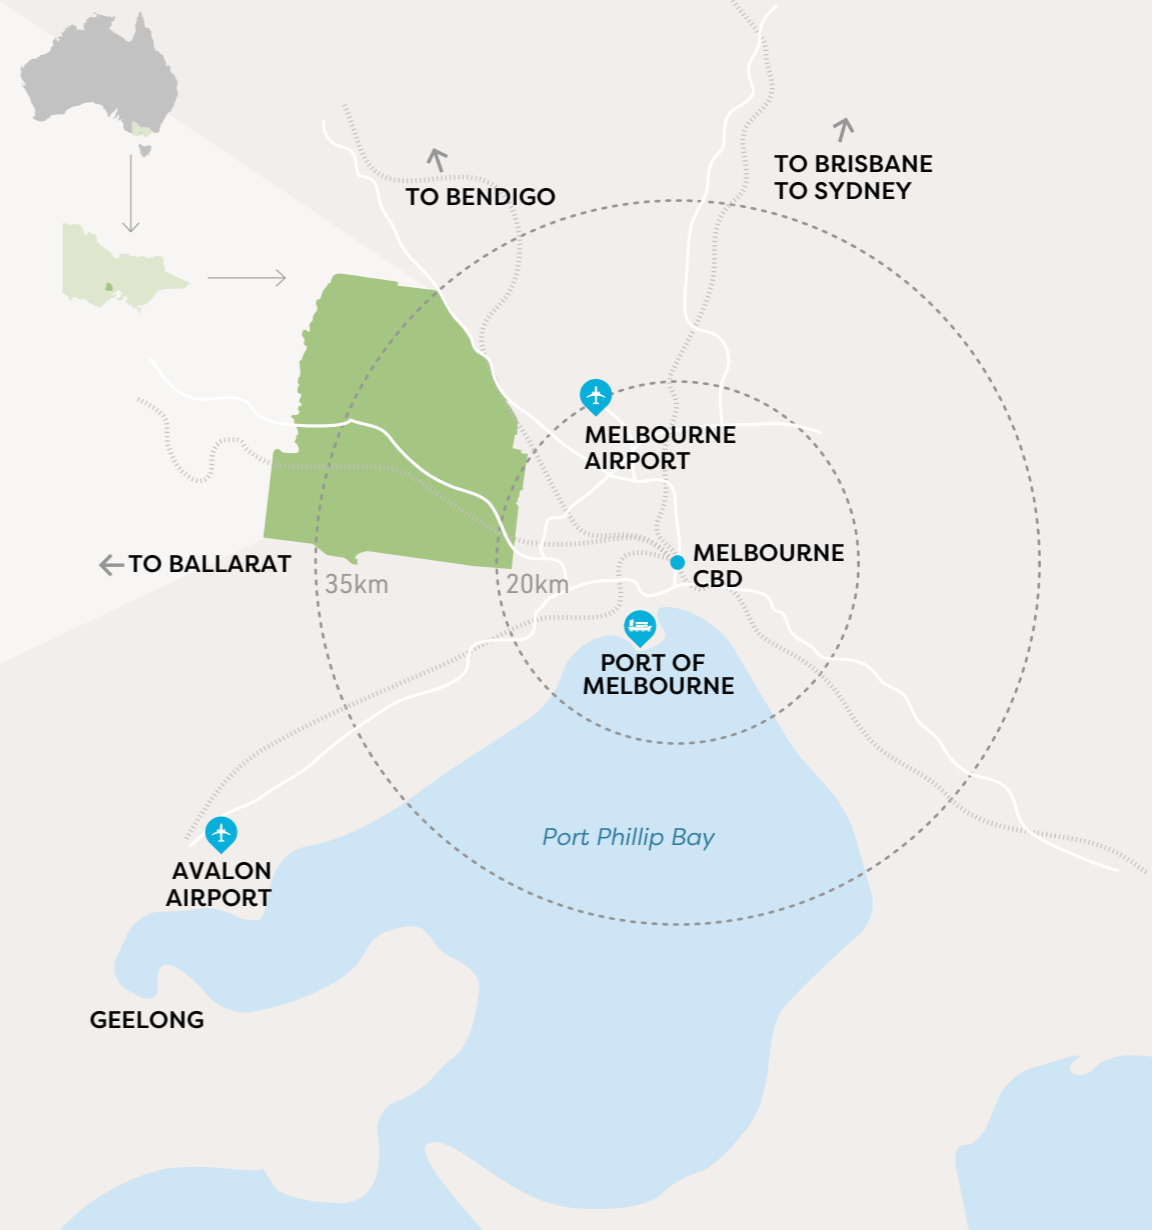 TO BRISBANE
TO SYDNEY
TO BENDIGO
MELBOURNE
AIRPORT
TO BALLARAT
MELBOURNE
CBD
35km
20km
PORT OF
MELBOURNE
Port Phillip Bay
AVALON
AIRPORT
GEELONG